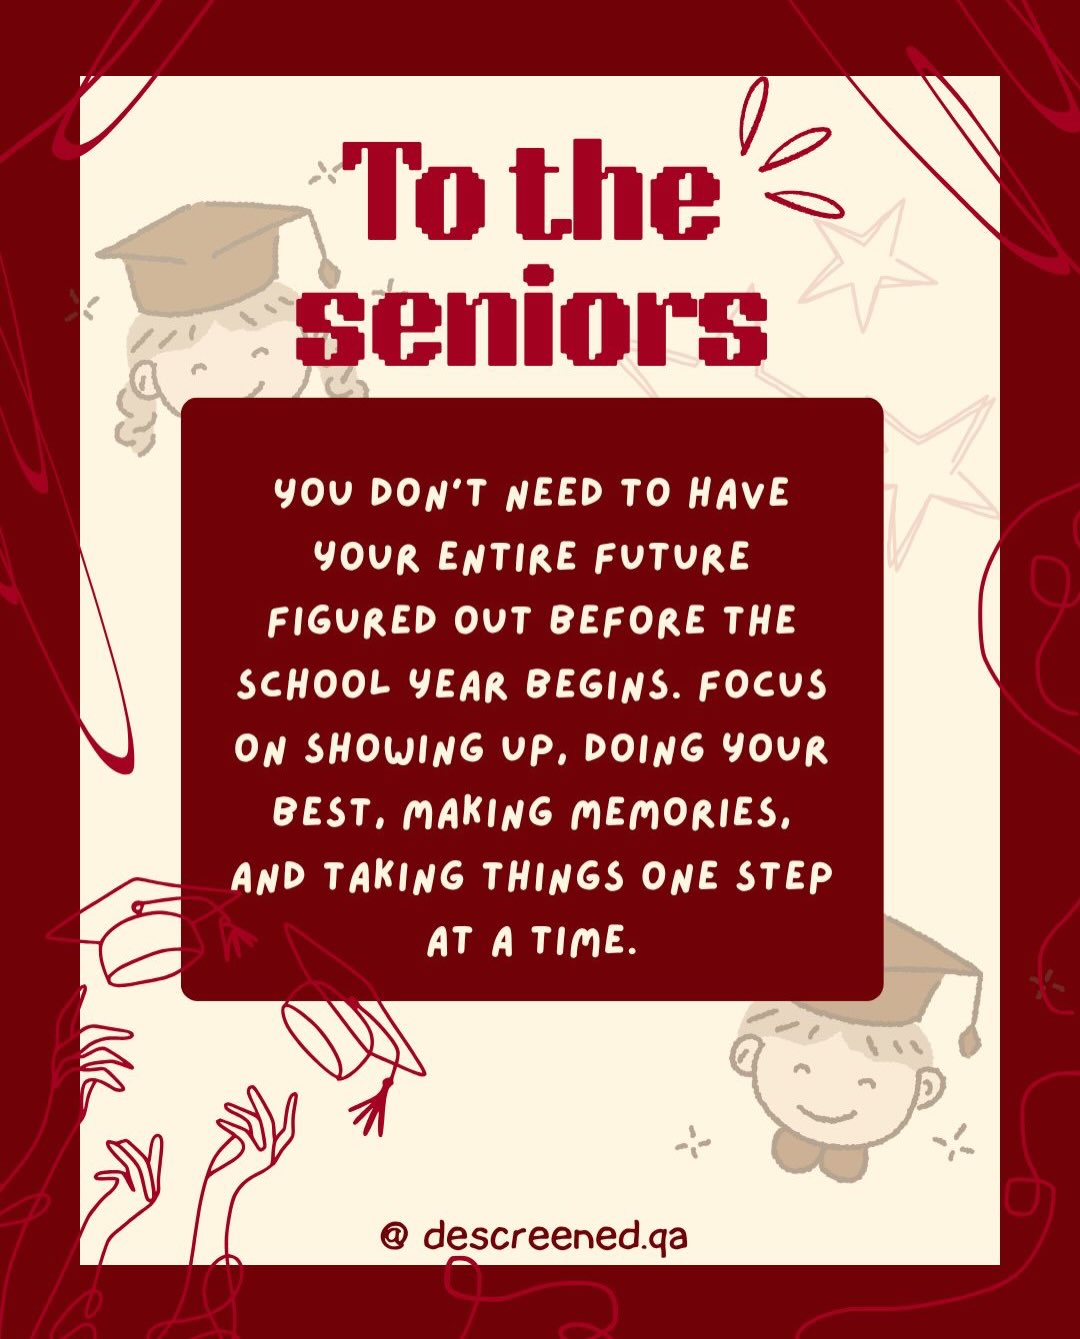 To the
seniors
YOU DON'T NEED TO HAVE
YOUR ENTIRE FUTURE
FIGURED OUT BEFORE THE
SCHOOL YEAR BEGINS. FOCUS
ON SHOWING UP, DOING YOUR
BEST, MAKING MEMORIES,
AND TAKING THINGS ONE STEP
AT A TIME.
@ descreened.qa